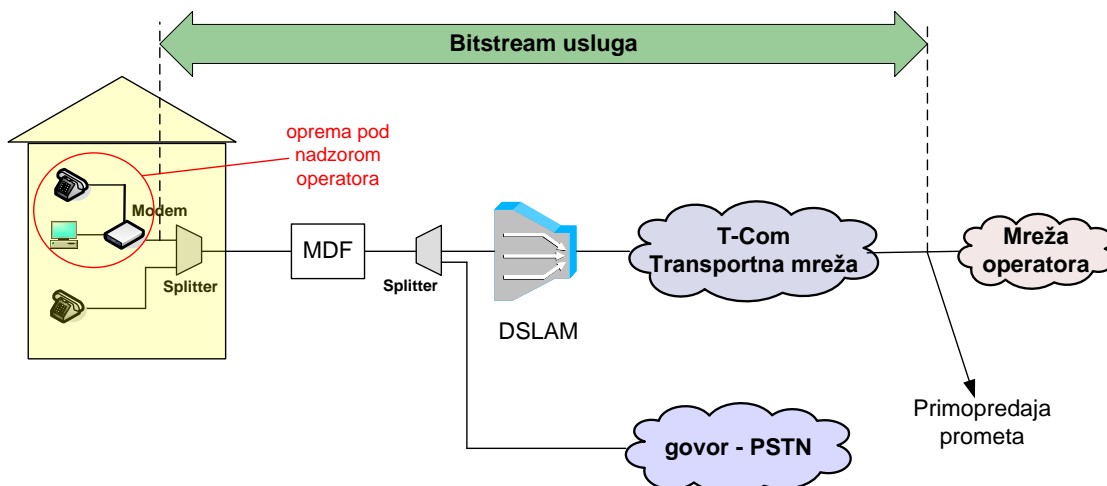 Bitstream usluga
oprema pod
nadzorom
operatora
Modem
Splitter
MDF
Splitter
DSLAM
T-Com
Transportna mreža
Mreža
operatora
Primopredaja
prometa
govor - PSTN